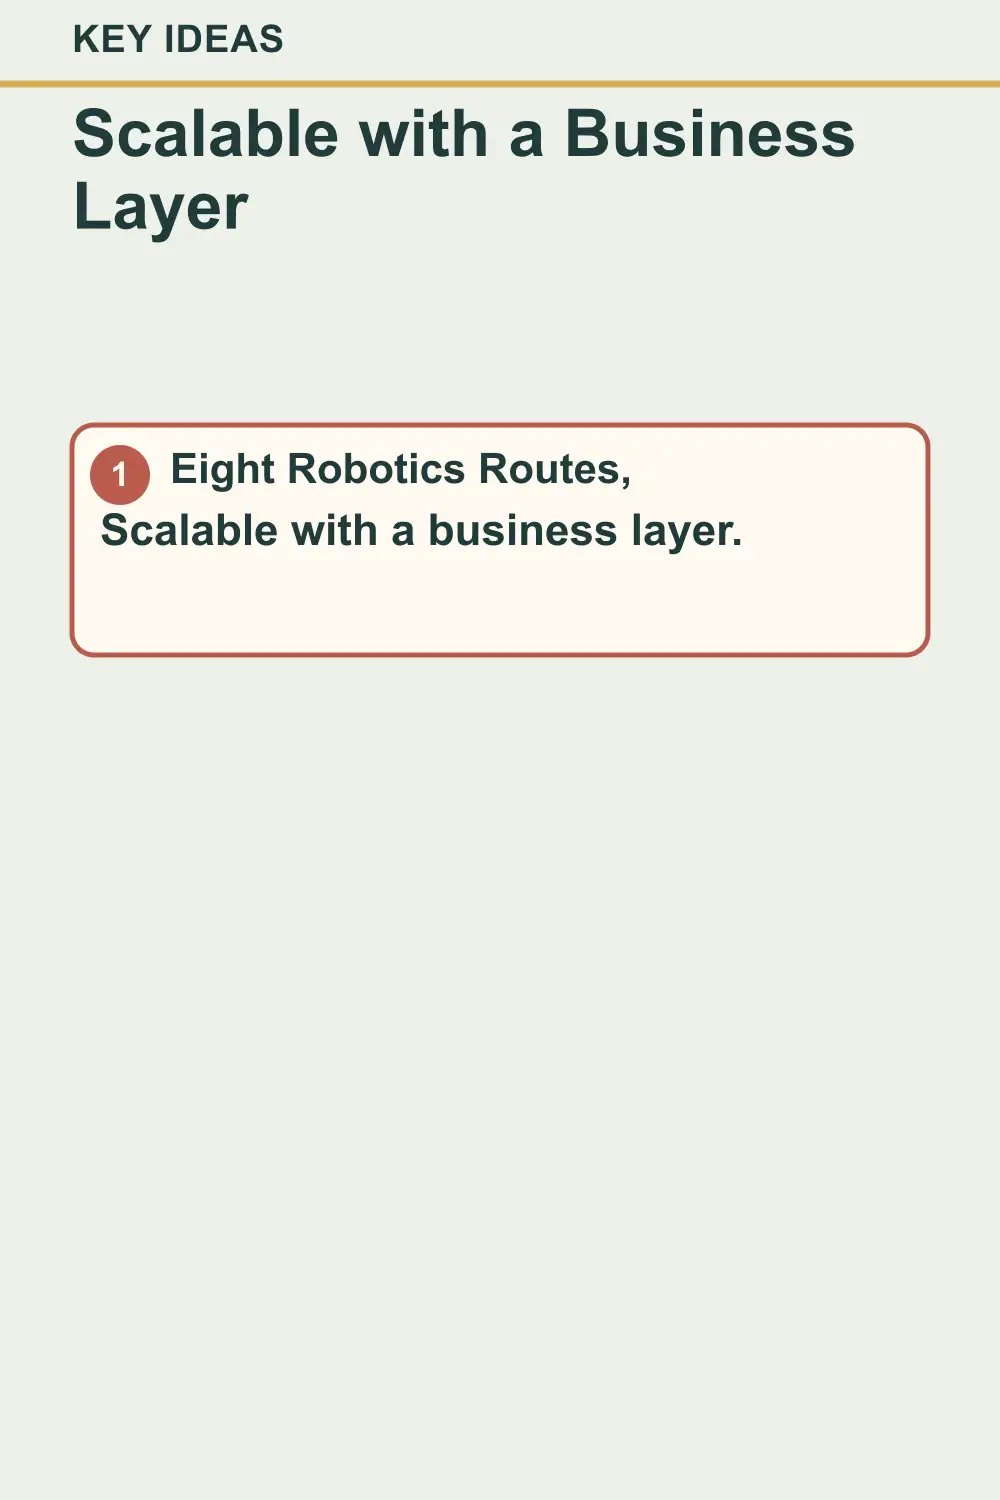 KEY IDEAS
Scalable with a Business
Layer
1 Eight Robotics Routes,
Scalable with a business layer.